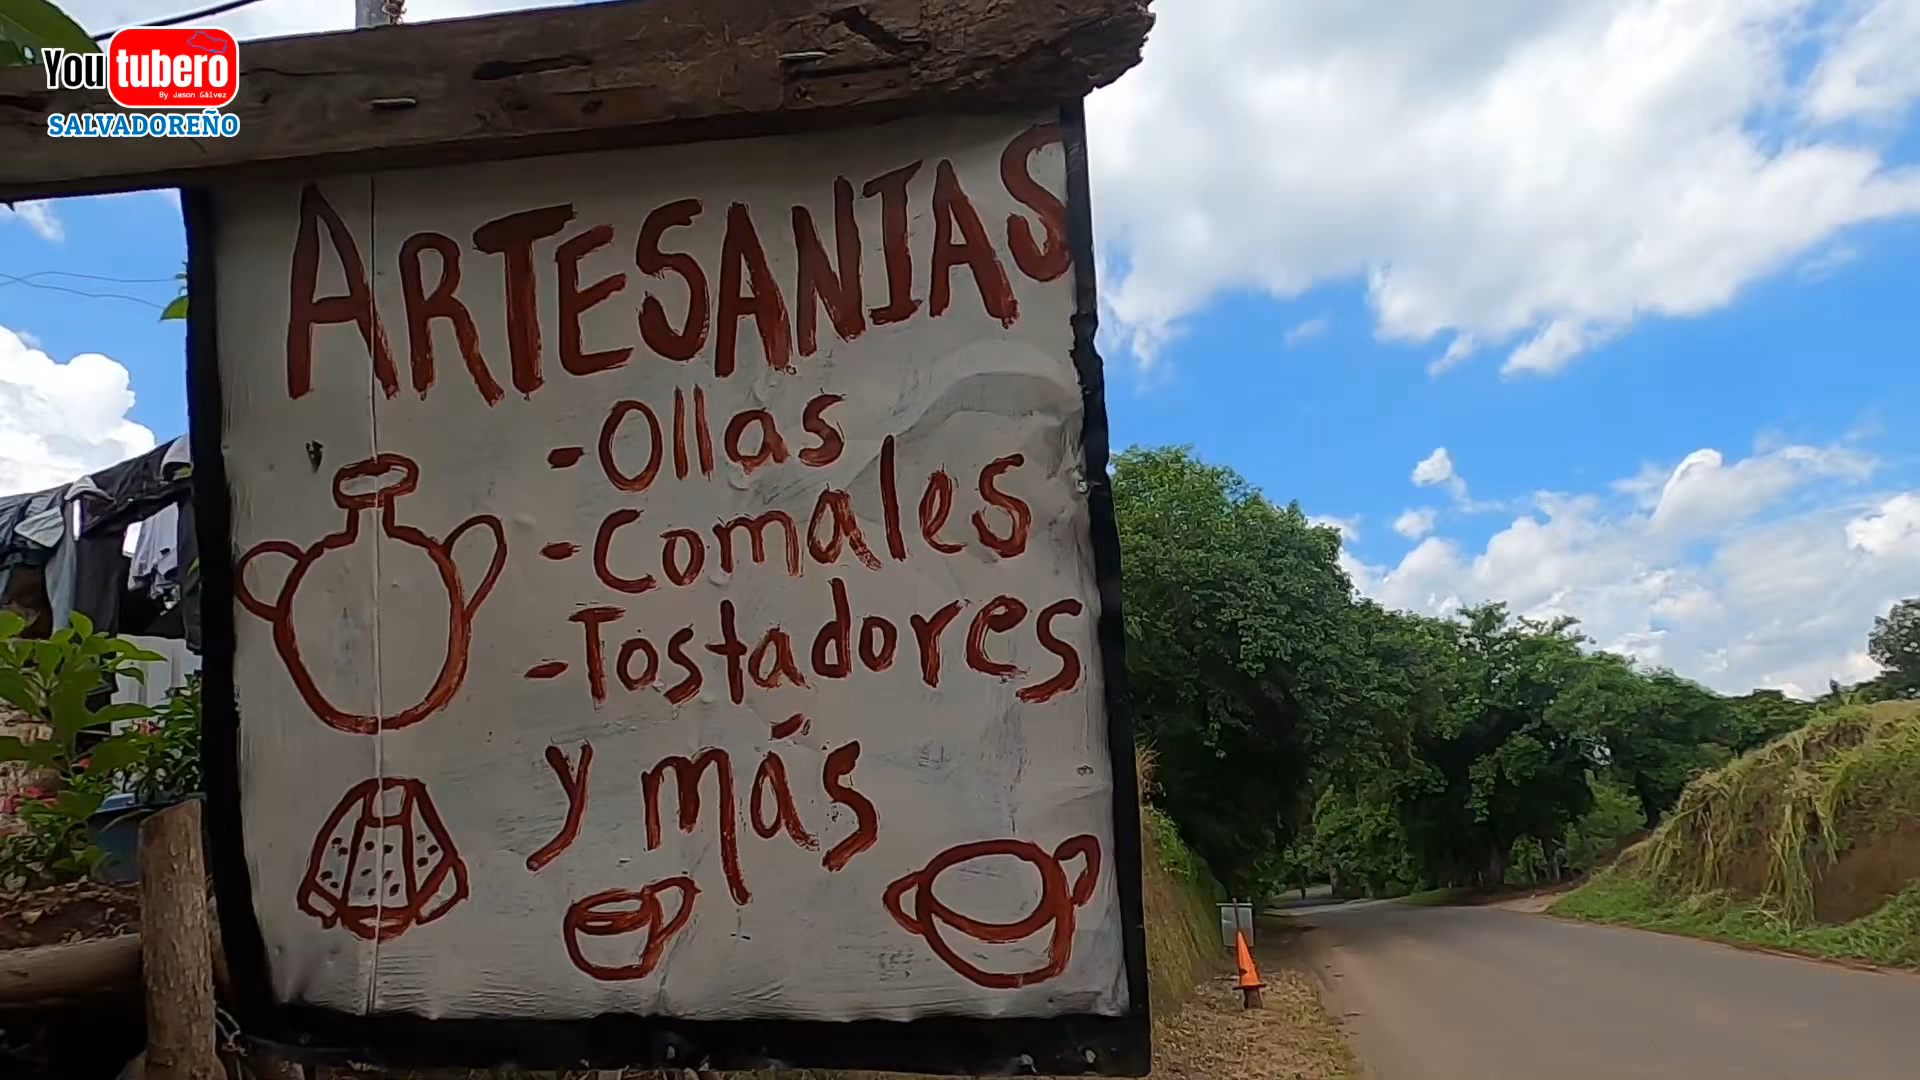 You tubero
By Jason Gálvez
SALVADOREÑO
ARTESANIAS
-Ollas
-Comales
-Tostadores
y más